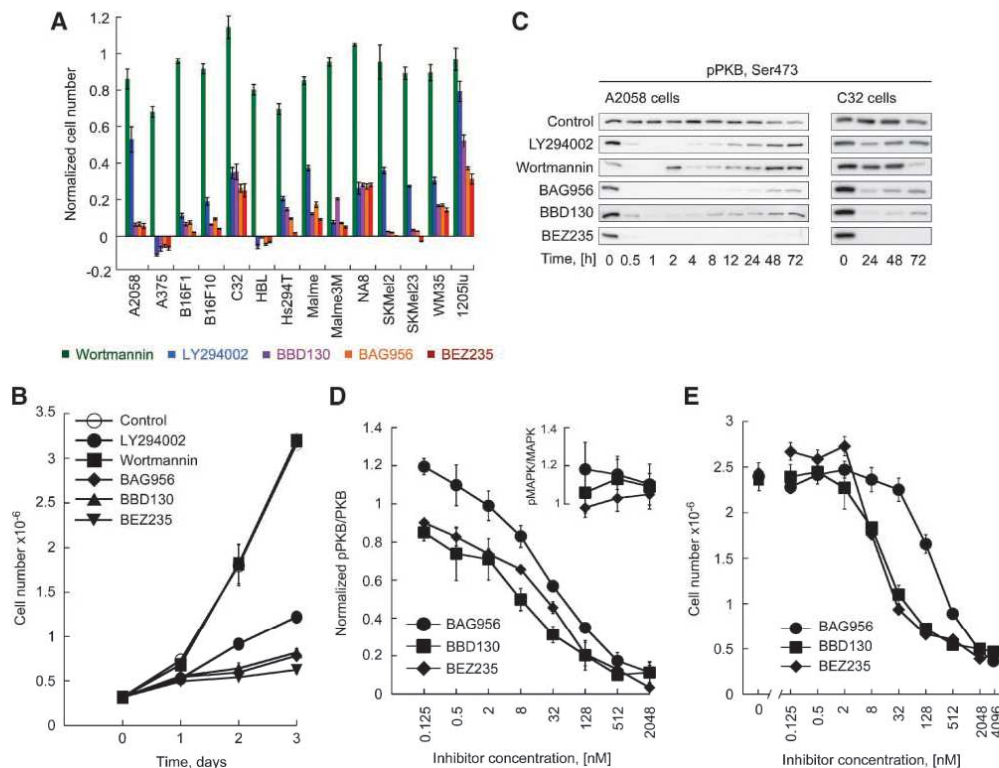 A
Normalized cell number
1.2
1
0.8
0.6
0.4
0.2
0
-0.2
A2058
A375
B16F1
B16F10
C32
HBL
Hs294T
Malme
Malme3M
NA8
SKMel2
SKMel23
WM35
1205lu
Wortmannin LY294002 BBD130 BAG956 BEZ235
C
pPKB, Ser473
A2058 cells C32 cells
Control
LY294002
Wortmannin
BAG956
BBD130
BEZ235
Time, [h] 0 0.5 1 2 4 8 12 24 48 72 0 24 48 72
B
Cell number x10-6
3.5
3
2.5
2
1.5
1
0.5
0
Control
LY294002
Wortmannin
BAG956
BBD130
BEZ235
0 1 2 3
Time, days
D
Normalized pPKB/PKB
1.4
1.2
1.0
0.8
0.6
0.4
0.2
0
pMAPK/MAPK
1.4
1.2
1.0
BAG956
BBD130
BEZ235
0.125
0.5
2
8
32
128
512
2048
Inhibitor concentration, [nM]
E
Cell number x10-6
3
2.5
2
1.5
1
0.5
0
BAG956
BBD130
BEZ235
0
0.125
0.5
2
8
32
128
512
2048
4096
Inhibitor concentration, [nM]